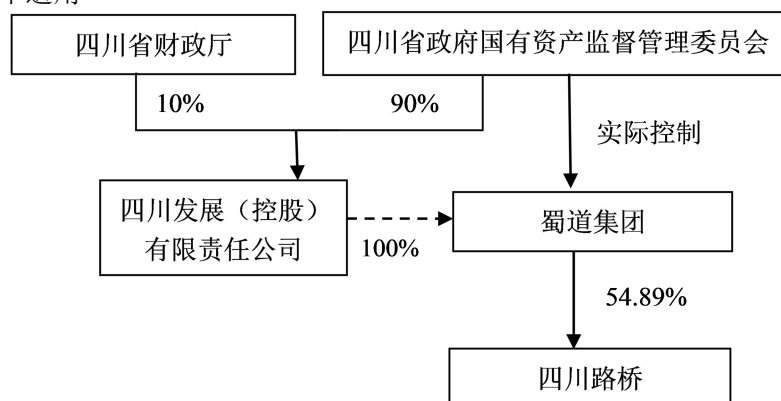 四川省财政厅
四川省政府国有资产监督管理委员会
10%
90%
实际控制
四川发展（控股）
有限责任公司
100%
蜀道集团
54.89%
四川路桥